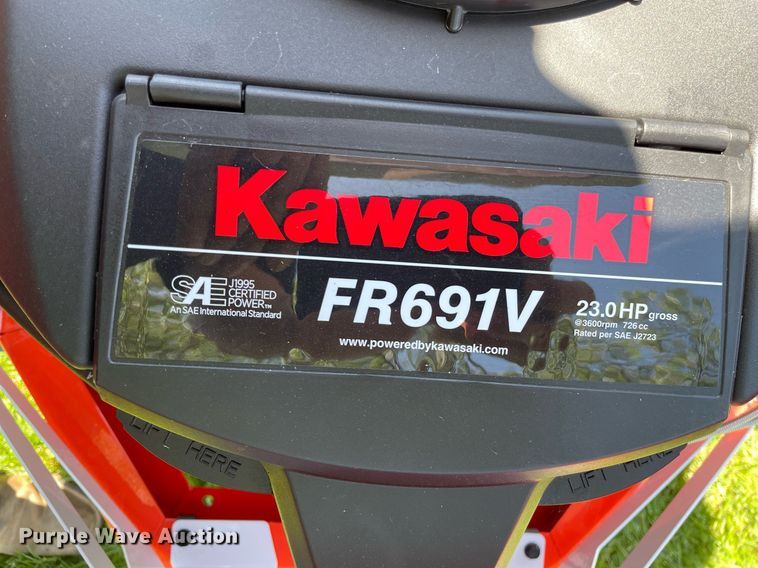 Kawasaki
SAE J1995 CERTIFIED POWER™
An SAE International Standard
FR691V
23.0 HP gross
@3600rpm 726 cc
Rated per SAE J2723
www.poweredbykawasaki.com
LIFT HERE
LIFT HERE
Purple Wave Auction